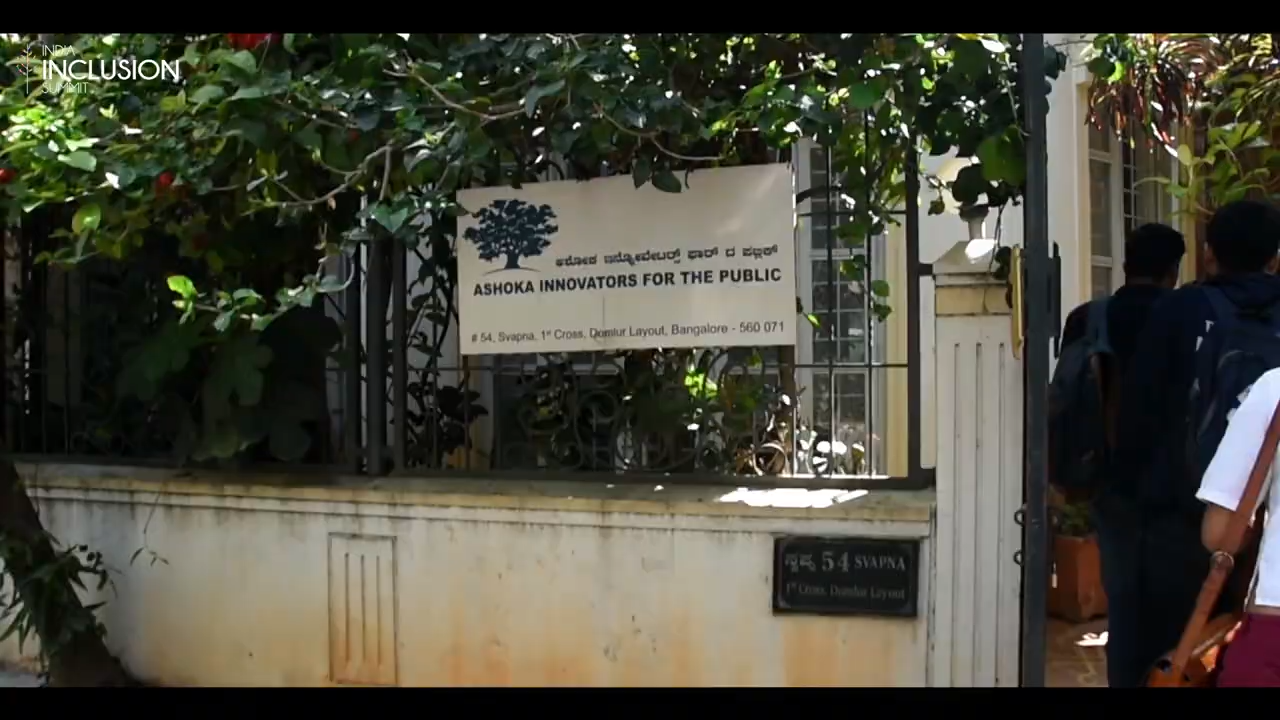 INDIA
INCLUSION
SUMMIT
ಅಶೋಕ ಇನ್ನೋವೇಟರ್ಸ್ ಫಾರ್ ದ ಪಬ್ಲಿಕ್
ASHOKA INNOVATORS FOR THE PUBLIC
# 54, Svapna, 1st Cross, Domlur Layout, Bangalore - 560 071
ಸ್ವಪ್ನ 54 SVAPNA
1st Cross, Domlur Layout